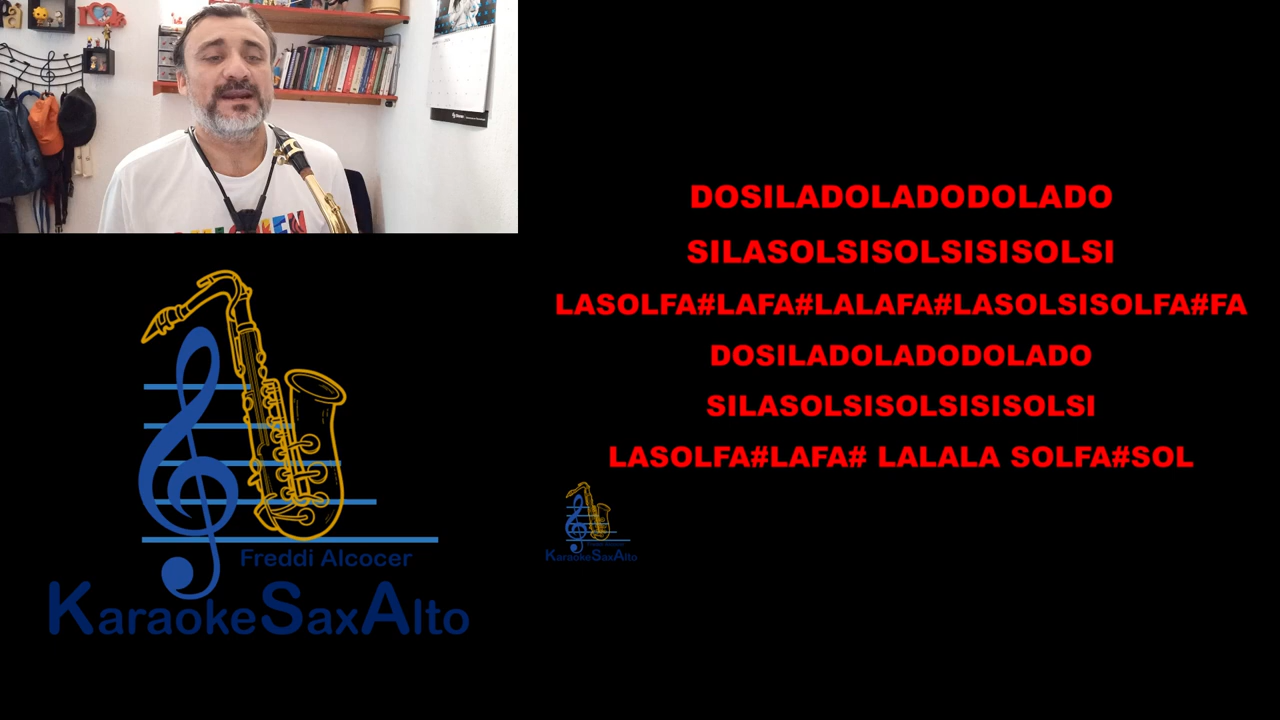 DOSILADOLADODOLADO
SILASOLSISOLSISISOLSI
LASOLFA#LAFA#LALAFA#LASOLSISOLFA#FA
DOSILADOLADODOLADO
SILASOLSISOLSISISOLSI
LASOLFA#LAFA# LALALA SOLFA#SOL
Freddi Alcocer
KaraokeSaxAlto
KaraokeSaxAlto